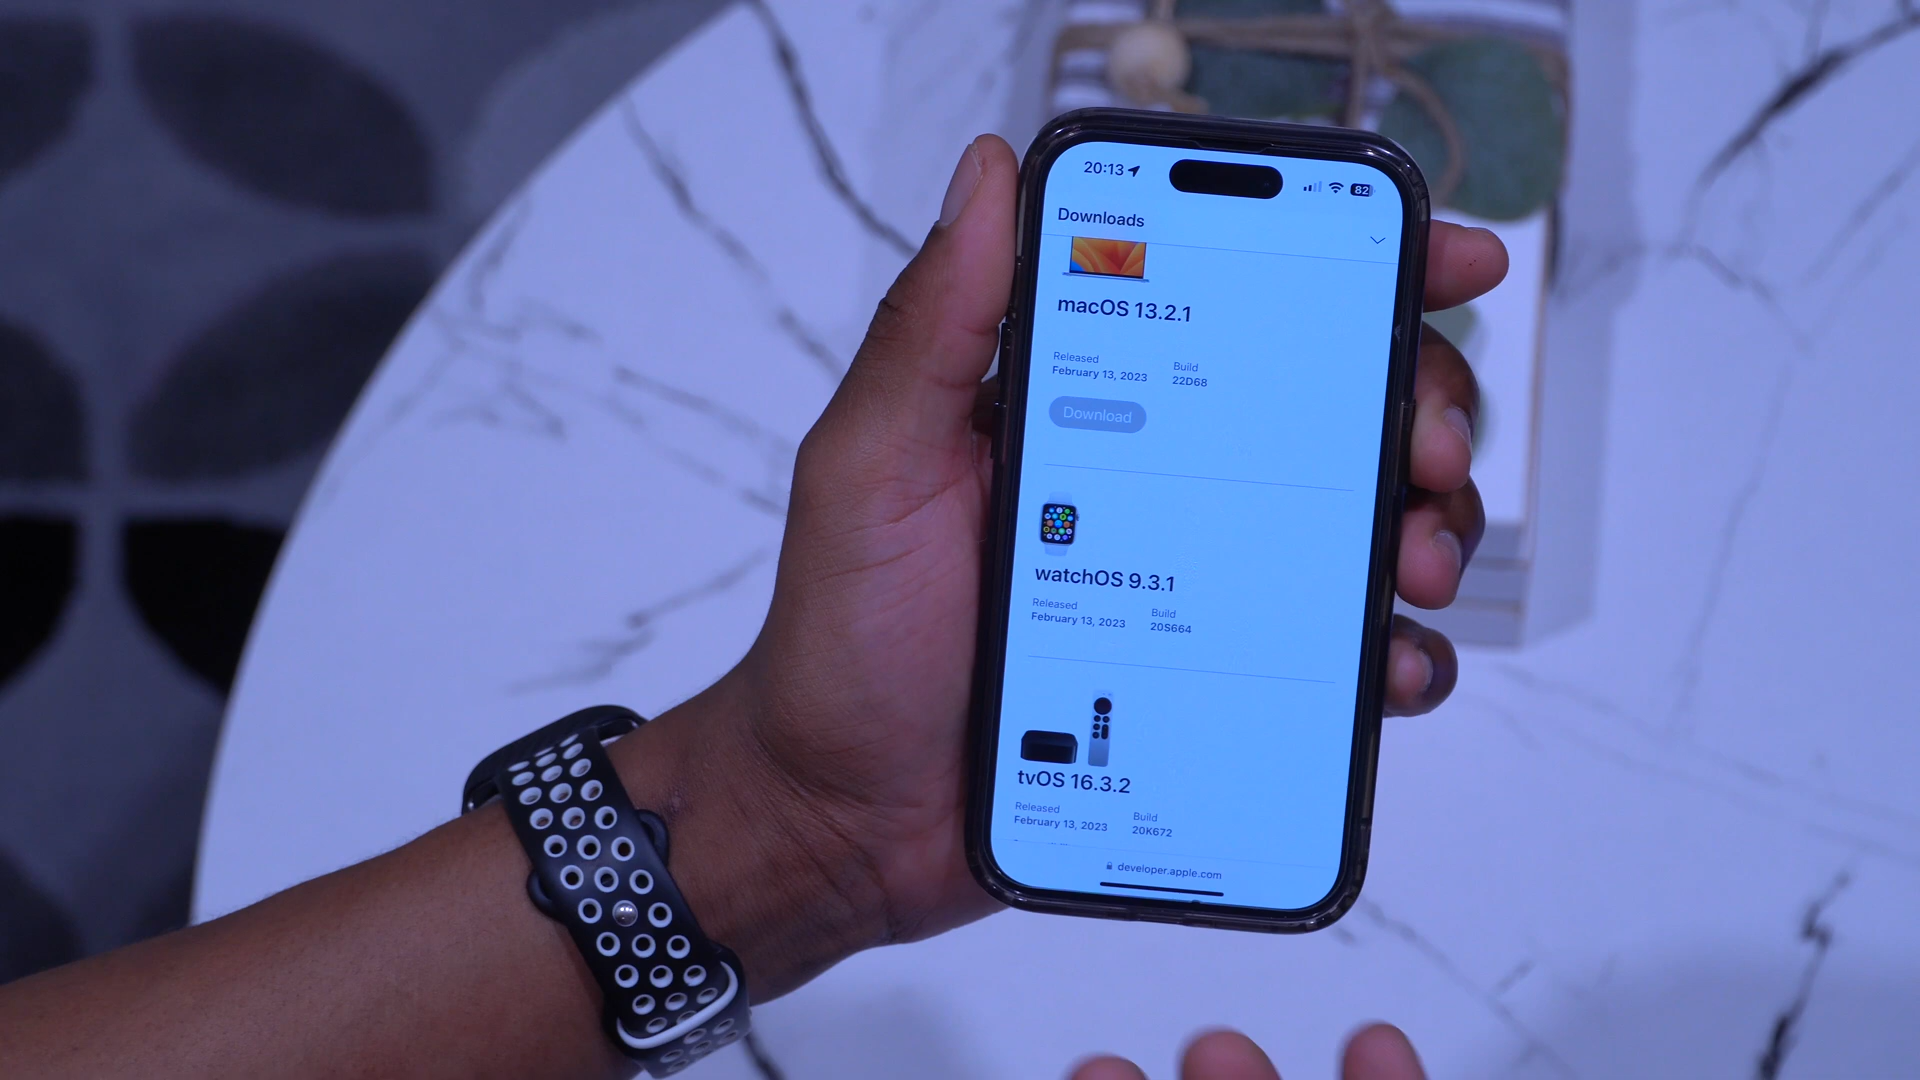 20:13
82
Downloads
macOS 13.2.1
Released Build
February 13, 2023 22D68
Download
watchOS 9.3.1
Released Build
February 13, 2023 20S664
tvOS 16.3.2
Released Build
February 13, 2023 20K672
developer.apple.com